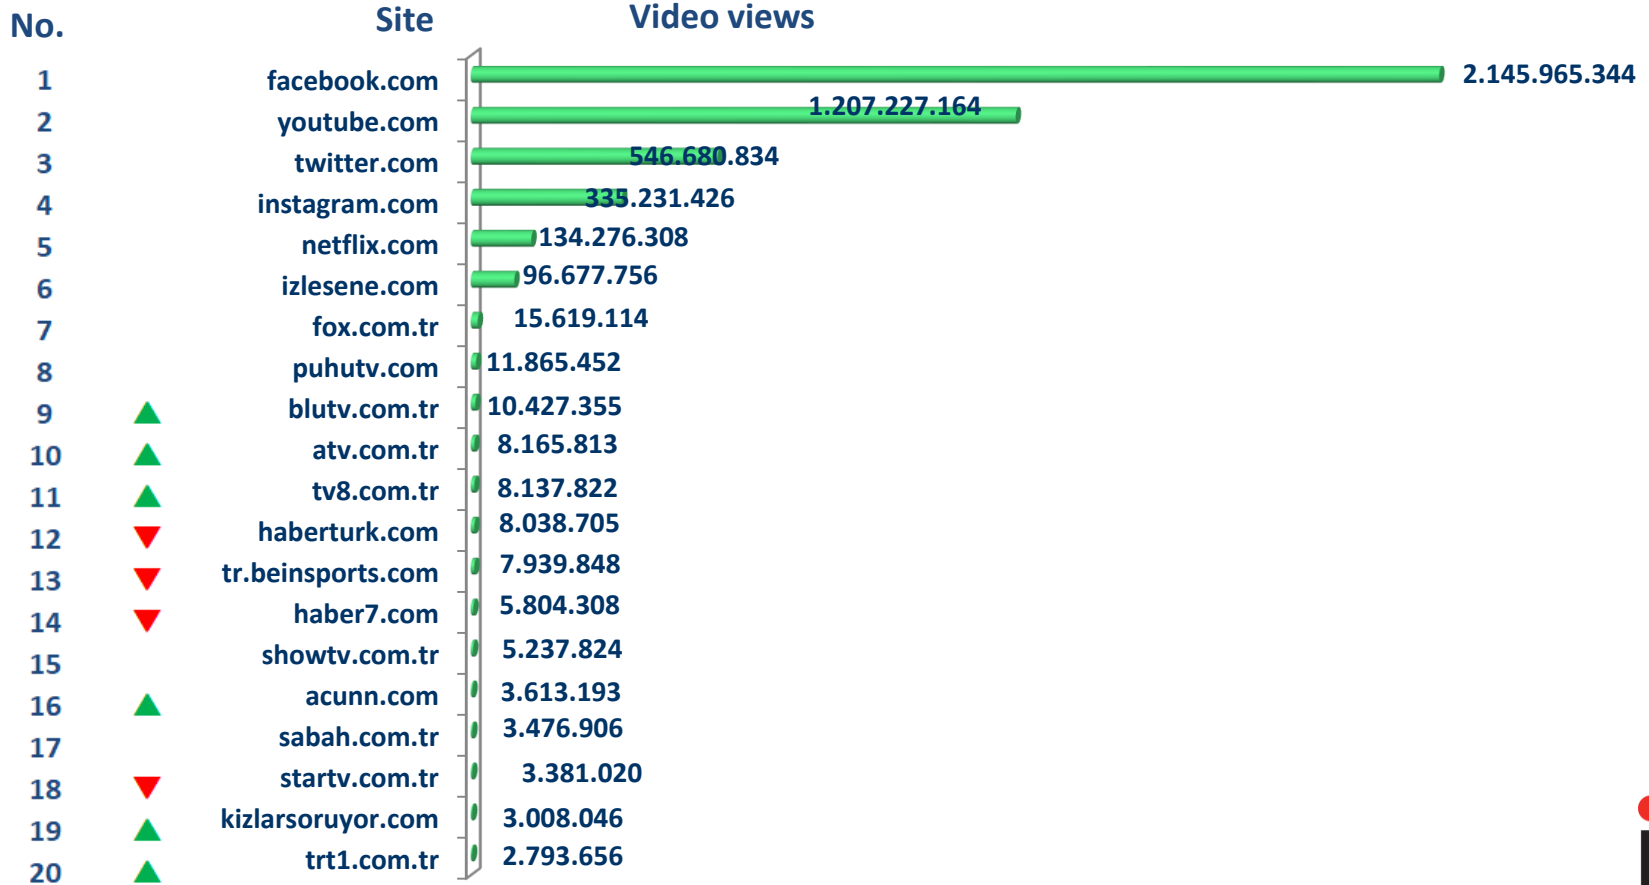 No. Site Video views
1 facebook.com 2.145.965.344
2 youtube.com 1.207.227.164
3 twitter.com 546.680.834
4 instagram.com 335.231.426
5 netflix.com 134.276.308
6 izlesene.com 96.677.756
7 fox.com.tr 15.619.114
8 puhutv.com 11.865.452
9 blutv.com.tr 10.427.355
10 atv.com.tr 8.165.813
11 tv8.com.tr 8.137.822
12 haberturk.com 8.038.705
13 tr.beinsports.com 7.939.848
14 haber7.com 5.804.308
15 showtv.com.tr 5.237.824
16 acunn.com 3.613.193
17 sabah.com.tr 3.476.906
18 startv.com.tr 3.381.020
19 kizlarsoruyor.com 3.008.046
20 trt1.com.tr 2.793.656